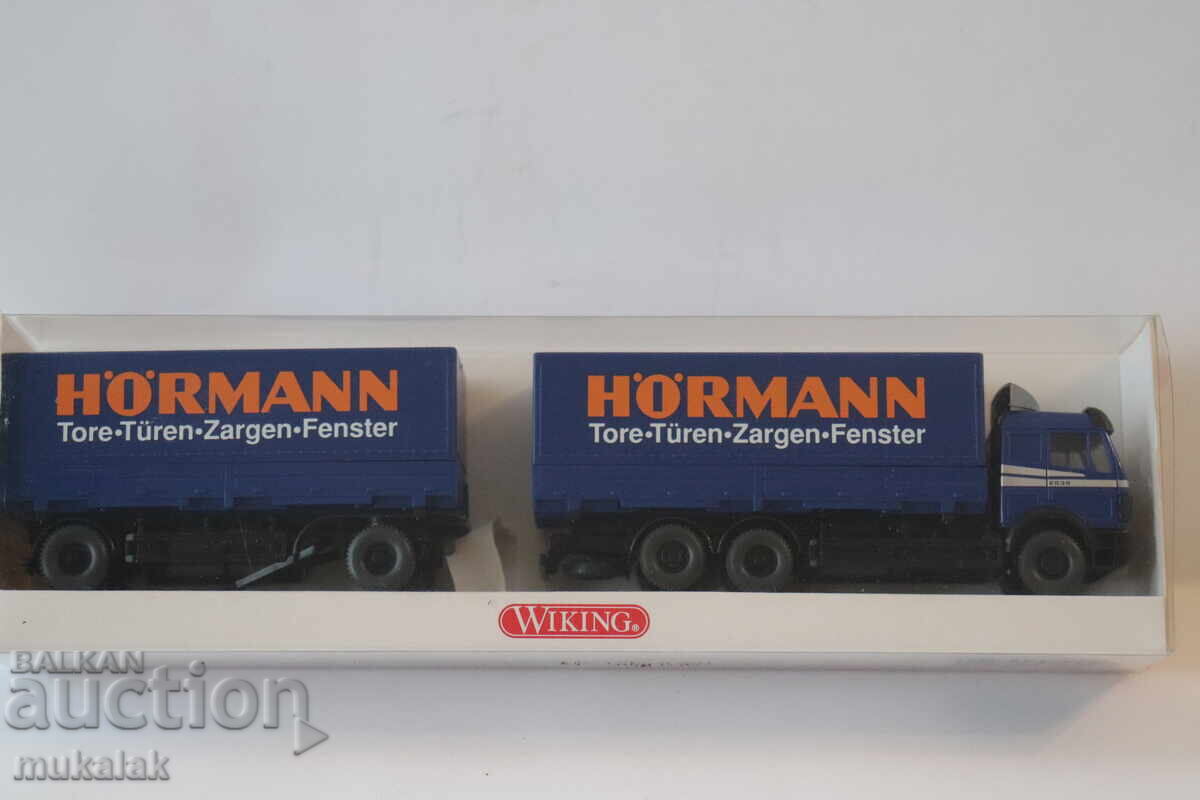 HÖRMANN
Tore•Türen•Zargen•Fenster
HÖRMANN
Tore•Türen•Zargen•Fenster
WIKING®
BALKAN
auction
mukalak